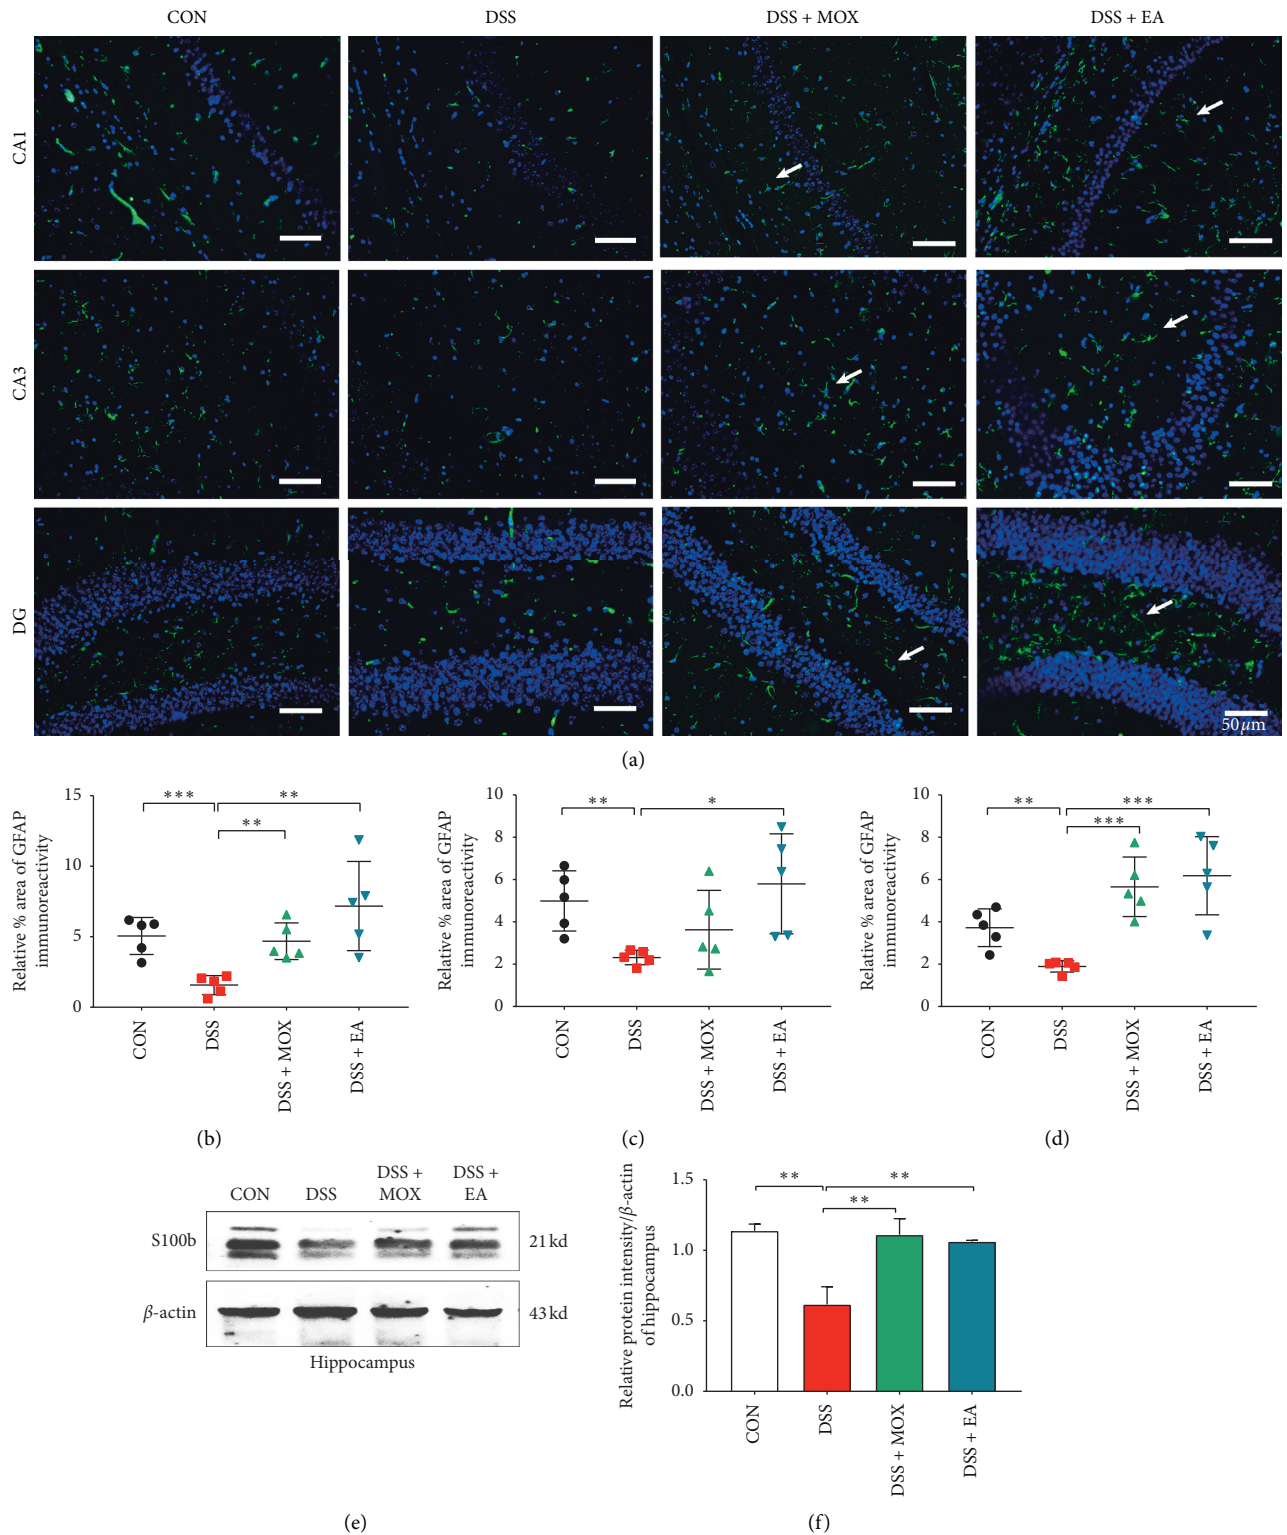 CON DSS DSS + MOX DSS + EA
CA1
CA3
DG
50 μm
(a)
Relative % area of GFAP
immunoreactivity
15
10
5
0
*** **
**
CON
DSS
DSS + MOX
DSS + EA
(b)
Relative % area of GFAP
immunoreactivity
10
8
6
4
2
0
** *
CON
DSS
DSS + MOX
DSS + EA
(c)
Relative % area of GFAP
immunoreactivity
10
8
6
4
2
0
** ***
***
CON
DSS
DSS + MOX
DSS + EA
(d)
CON DSS DSS + MOX DSS + EA
S100b 21 kd
β-actin 43 kd
Hippocampus
(e)
Relative protein intensity/β-actin
of hippocampus
1.5
1.0
0.5
0.0
** **
**
CON
DSS
DSS + MOX
DSS + EA
(f)